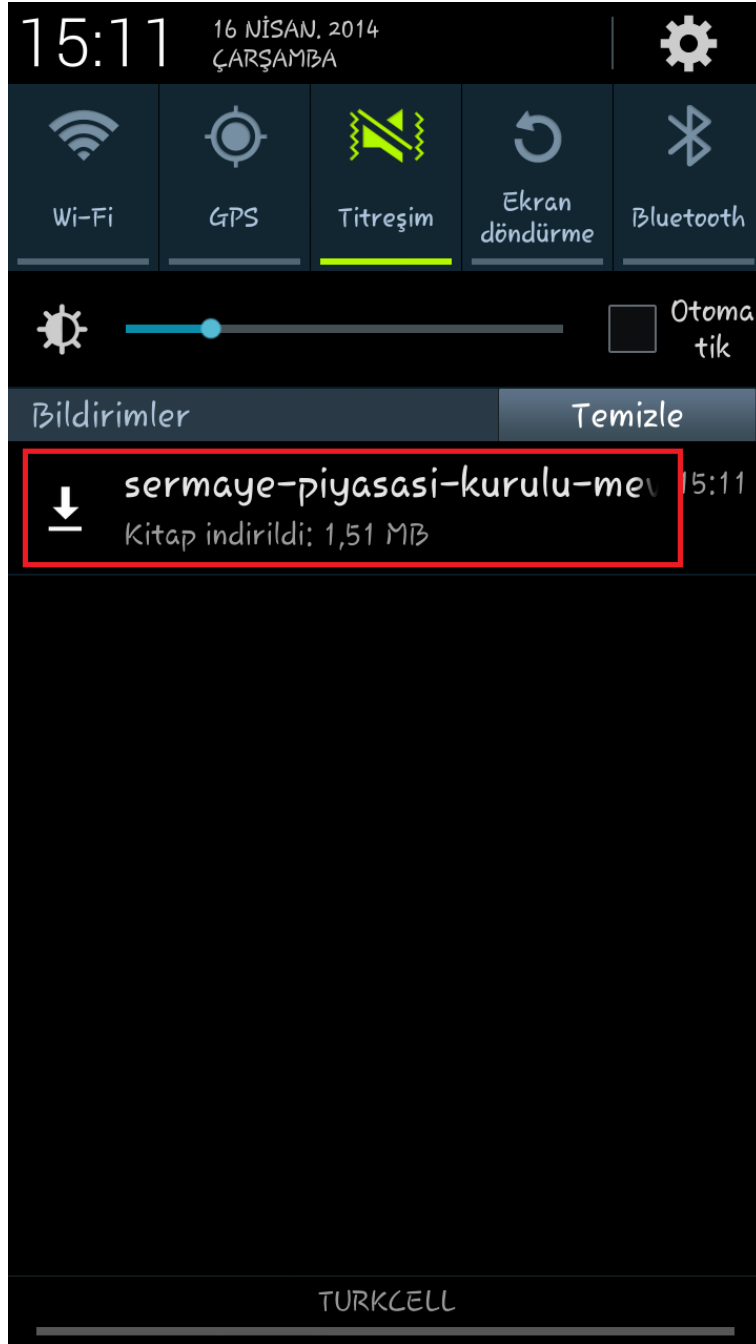 15:11
16 NİSAN. 2014
ÇARŞAMBA
Wi-Fi
GPS
Titreşim
Ekran
döndürme
Bluetooth
Otoma
tik
Bildirimler
Temizle
sermaye-piyasasi-kurulu-mev
15:11
Kitap indirildi: 1,51 MB
TURKCELL